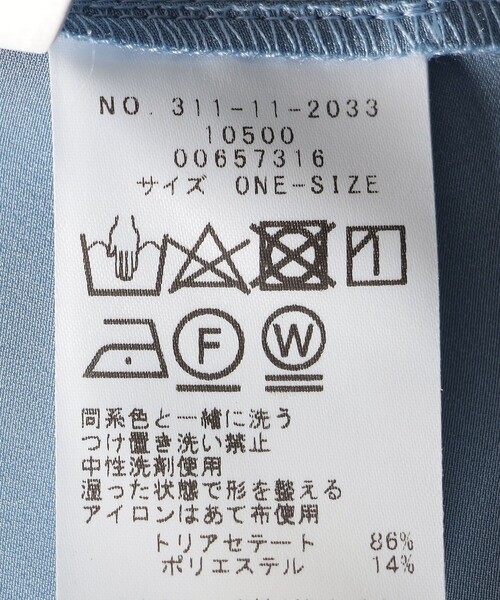 NO. 311-11-2033
10500
00657316
サイズ ONE-SIZE
F W
同系色と一緒に洗う
つけ置き洗い禁止
中性洗剤使用
湿った状態で形を整える
アイロンはあて布使用
トリアセテート 86%
ポリエステル 14%